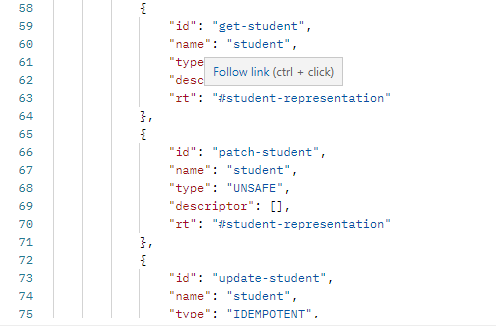 58 {
59 "id": "get-student",
60 "name": "student",
61 "type
Follow link (ctrl + click)
62 "desc
63 "rt": "#student-representation"
64 },
65 {
66 "id": "patch-student",
67 "name": "student",
68 "type": "UNSAFE",
69 "descriptor": [],
70 "rt": "#student-representation"
71 },
72 {
73 "id": "update-student",
74 "name": "student",
75 "type": "IDEMPOTENT",